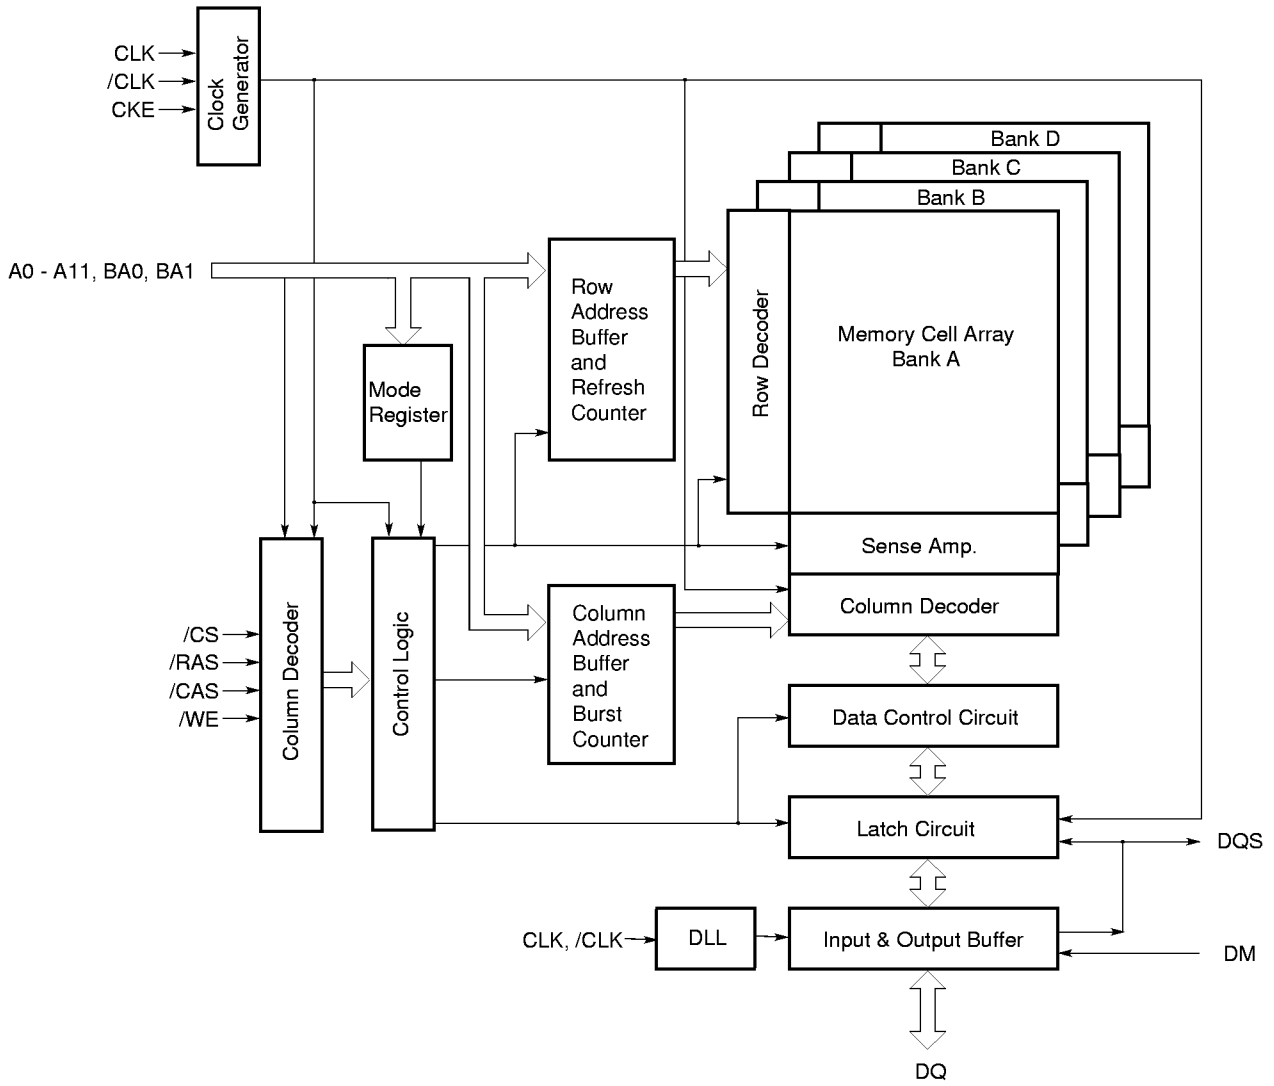 CLK
/CLK
CKE
Clock
Generator
Bank D
Bank C
Bank B
A0 - A11, BA0, BA1
Row
Address
Buffer
and
Refresh
Counter
Row Decoder
Memory Cell Array
Bank A
Mode
Register
Sense Amp.
Column Decoder
/CS
/RAS
/CAS
/WE
Column Decoder
Control Logic
Column
Address
Buffer
and
Burst
Counter
Data Control Circuit
Latch Circuit
DQS
CLK, /CLK
DLL
Input & Output Buffer
DM
DQ